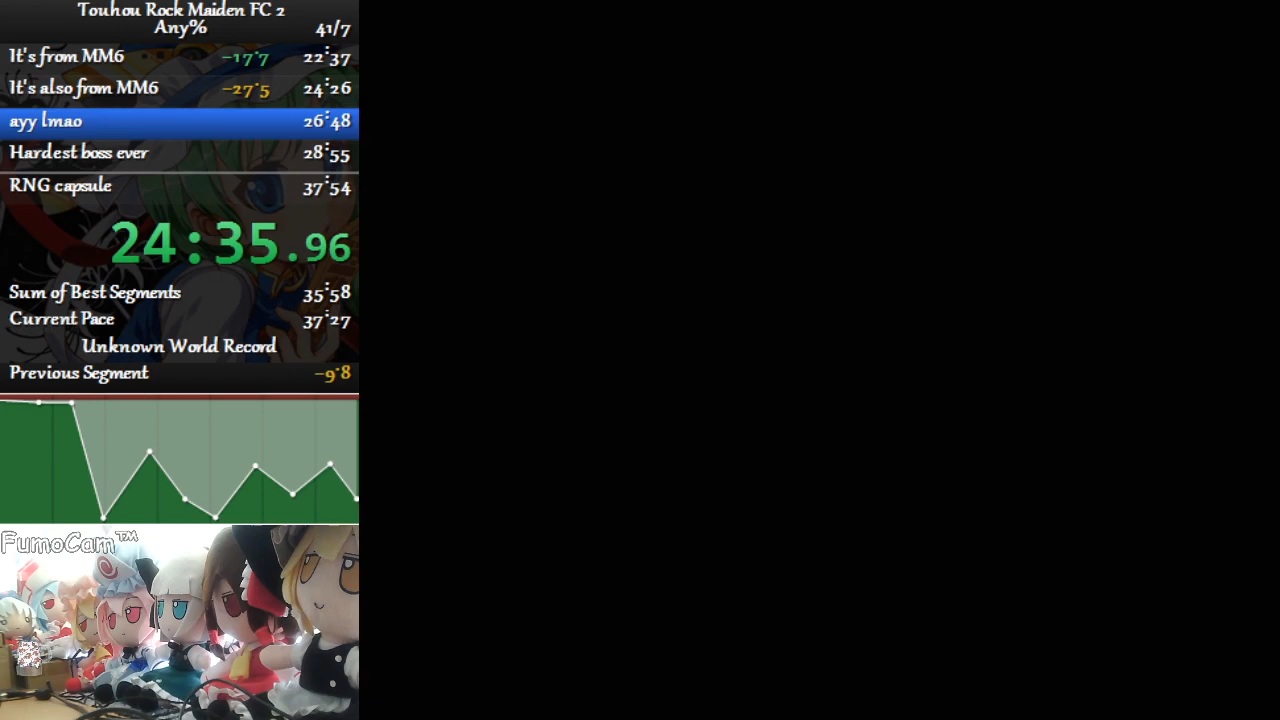 Touhou Rock Maiden FC 2
Any% 41/7
It's from MM6 −17.7 22:37
It's also from MM6 −27.5 24:26
ayy lmao 26:48
Hardest boss ever 28:55
RNG capsule 37:54
24:35.96
Sum of Best Segments 35:58
Current Pace 37:27
Unknown World Record
Previous Segment −9.8
FumoCam™